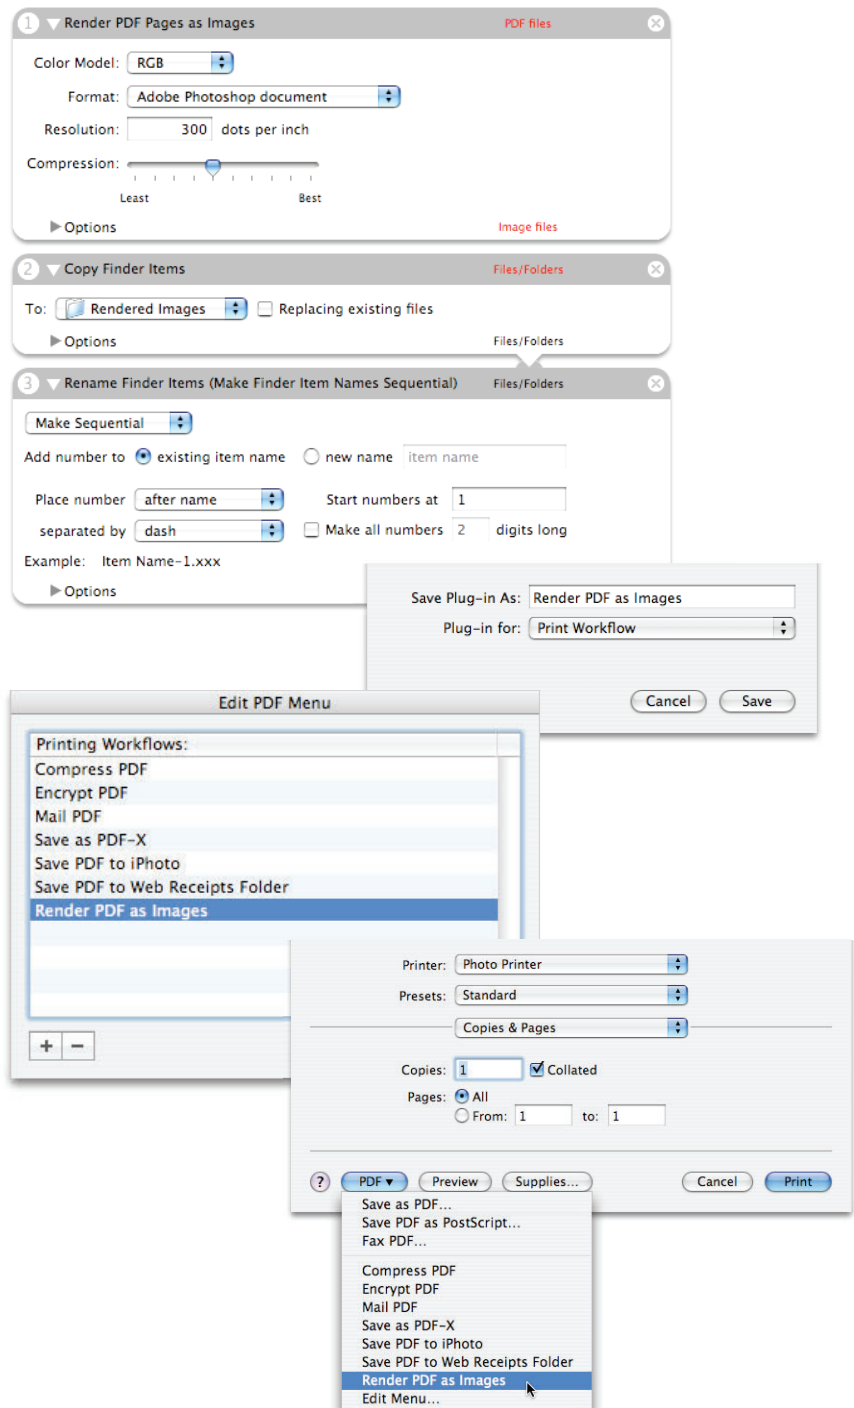 1 Render PDF Pages as Images PDF files
Color Model: RGB
Format: Adobe Photoshop document
Resolution: 300 dots per inch
Compression:
Least Best
Options Image files
2 Copy Finder Items Files/Folders
To: Rendered Images Replacing existing files
Options Files/Folders
3 Rename Finder Items (Make Finder Item Names Sequential) Files/Folders
Make Sequential
Add number to existing item name new name item name
Place number after name Start numbers at 1
separated by dash Make all numbers 2 digits long
Example: Item Name-1.xxx
Options
Save Plug-in As: Render PDF as Images
Plug-in for: Print Workflow
Cancel Save
Edit PDF Menu
Printing Workflows:
Compress PDF
Encrypt PDF
Mail PDF
Save as PDF-X
Save PDF to iPhoto
Save PDF to Web Receipts Folder
Render PDF as Images
+ −
Printer: Photo Printer
Presets: Standard
Copies & Pages
Copies: 1 Collated
Pages: All
From: 1 to: 1
? PDF▼ Preview Supplies... Cancel Print
Save as PDF...
Save PDF as PostScript...
Fax PDF...
Compress PDF
Encrypt PDF
Mail PDF
Save as PDF-X
Save PDF to iPhoto
Save PDF to Web Receipts Folder
Render PDF as Images
Edit Menu...